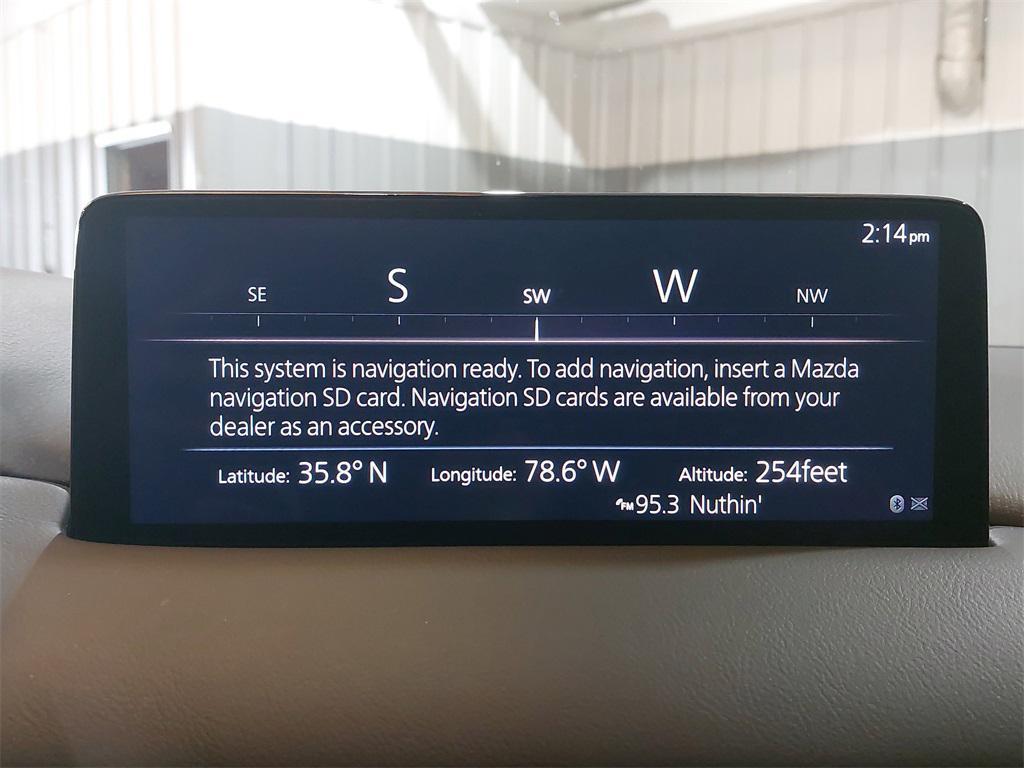 2:14pm
SE S SW W NW
This system is navigation ready. To add navigation, insert a Mazda
navigation SD card. Navigation SD cards are available from your
dealer as an accessory.
Latitude: 35.8° N Longitude: 78.6° W Altitude: 254feet
FM 95.3 Nuthin'